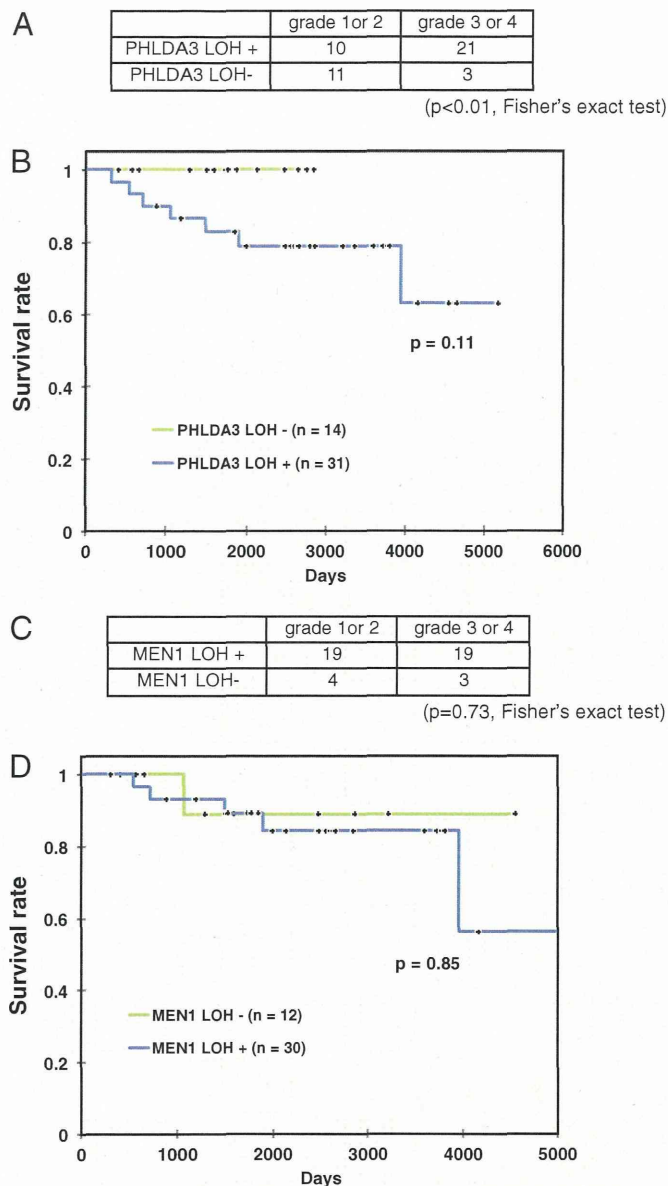 A
grade 1or 2 grade 3 or 4
PHLDA3 LOH + 10 21
PHLDA3 LOH- 11 3
(p<0.01, Fisher's exact test)
B
1
0.8
0.6
0.4
0.2
0
Survival rate
p = 0.11
PHLDA3 LOH - (n = 14)
PHLDA3 LOH + (n = 31)
0 1000 2000 3000 4000 5000 6000
Days
C
grade 1or 2 grade 3 or 4
MEN1 LOH + 19 19
MEN1 LOH- 4 3
(p=0.73, Fisher's exact test)
D
1
0.8
0.6
0.4
0.2
0
Survival rate
p = 0.85
MEN1 LOH - (n = 12)
MEN1 LOH + (n = 30)
0 1000 2000 3000 4000 5000
Days